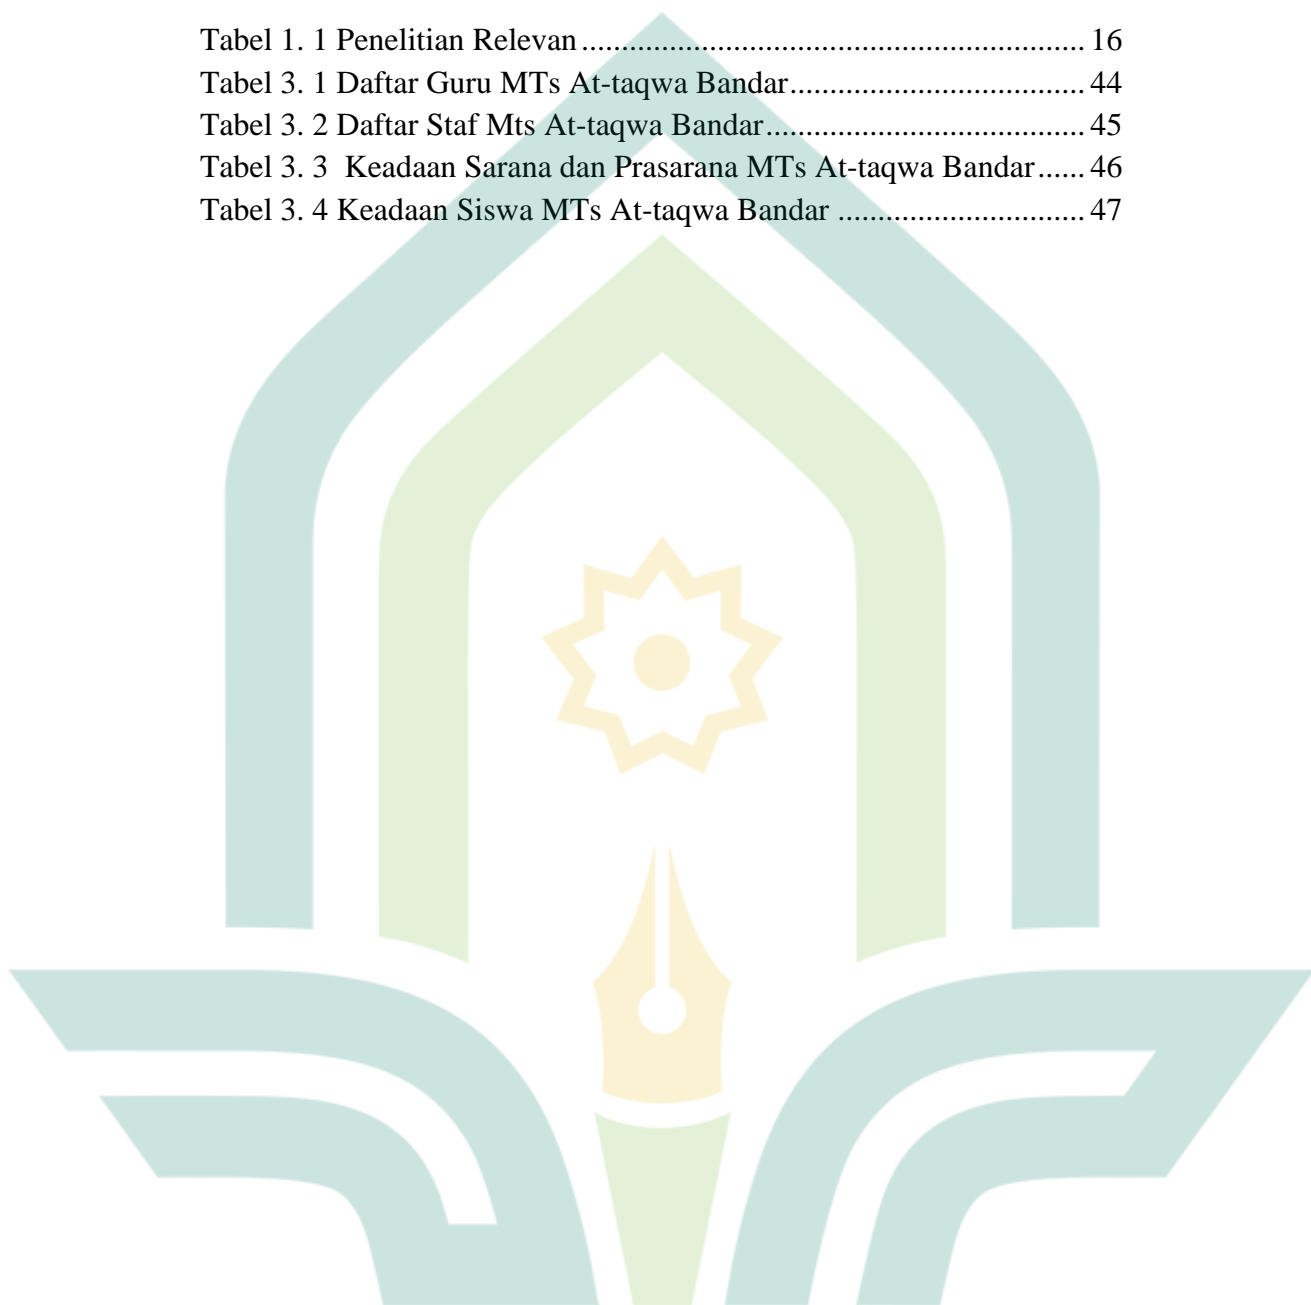 Tabel 1. 1 Penelitian Relevan ............................................................... 16
Tabel 3. 1 Daftar Guru MTs At-taqwa Bandar..................................... 44
Tabel 3. 2 Daftar Staf Mts At-taqwa Bandar........................................ 45
Tabel 3. 3  Keadaan Sarana dan Prasarana MTs At-taqwa Bandar...... 46
Tabel 3. 4 Keadaan Siswa MTs At-taqwa Bandar ............................... 47